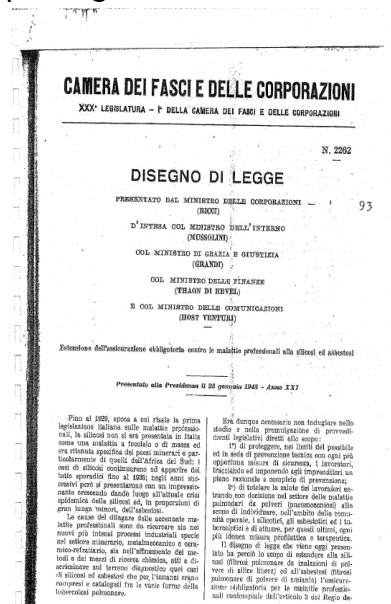 CAMERA DEI FASCI E DELLE CORPORAZIONI
XXXª LEGISLATURA – Iª DELLA CAMERA DEI FASCI E DELLE CORPORAZIONI
N. 2262
DISEGNO DI LEGGE
PRESENTATO DAL MINISTRO DELLE CORPORAZIONI
(RICCI)
93
D'INTESA COL MINISTRO DELL'INTERNO
(MUSSOLINI)
COL MINISTRO DI GRAZIA E GIUSTIZIA
(GRANDI)
COL MINISTRO DELLE FINANZE
(THAON DI REVEL)
E COL MINISTRO DELLE COMUNICAZIONI
(HOST VENTURI)
Estensione dell'assicurazione obbligatoria contro le malattie professionali alla silicosi ed asbestosi
Presentato alla Presidenza il 23 gennaio 1943 - Anno XXI
Fino al 1929, epoca a cui risale la prima
legislazione italiana sulle malattie professio-
nali, la silicosi non si era presentata in Italia
come una malattia a focolaio o di massa ed
era ritenuta specifica dei paesi minerari e par-
ticolarmente di quelli dell'Africa del Sud; i
casi di silicosi continuarono ad apparire del
tutto sporadici fino al 1935; negli anni suc-
cessivi però si presentarono con un impressio-
nante crescendo dando luogo all'attuale crisi
epidemica della silicosi ed, in proporzioni di
gran lunga minori, dell'asbestosi.
Le cause del dilagare delle accennate ma-
lattie professionali sono da ricercare sia nei
nuovi più intensi processi industriali specie
nel settore minerario, metalmeccanico e cera-
mico-refrattario, sia nell'affinamento dei me-
todi e dei mezzi di ricerca chimica, atti a di-
scriminare sul terreno diagnostico quei casi
di silicosi ed asbestosi che per l'innanzi erano
compresi e catalogati fra le varie forme della
tubercolosi polmonare.
Era dunque necessario non indugiare nello
studio e nella promulgazione di provvedi-
menti legislativi diretti allo scopo:
1°) di proteggere, nei limiti del possibile
ed in sede di prevenzione tecnica con ogni più
opportuna misura di sicurezza, i lavoratori,
tracciando ed imponendo agli imprenditori un
piano razionale e completo di prevenzione;
2°) di tutelare la salute dei lavoratori en-
trando, con decisione nel settore delle malattie
polmonari da polveri (pneumoconiosi) allo
scopo di individuare, nell'ambito delle comu-
nità operaie, i silicotici, gli asbestotici ed i tu-
bercolotici e di attuare, per questi ultimi, ogni
più idonea misura profilattica e terapeutica.
Il disegno di legge che viene oggi presen-
tato ha perciò lo scopo di estendere alla sili-
cosi (fibrosi polmonare da inalazioni di pol-
vere di silice libera) ed all'asbestosi (fibrosi
polmonare di polvere di amianto) l'assicura-
zione obbligatoria per le malattie professio-
nali contemplate dall'articolo 3 del Regio de-